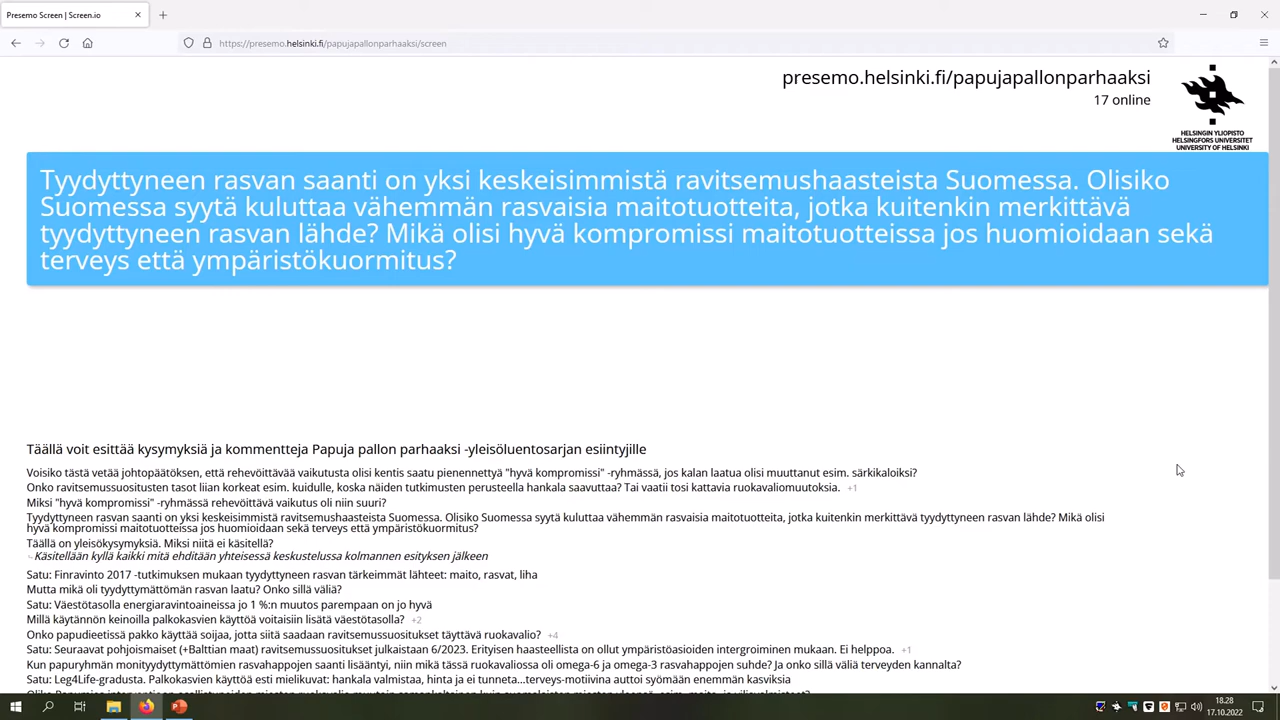 Presemo Screen | Screen.io
https://presemo.helsinki.fi/papujapallonparhaaksi/screen
presemo.helsinki.fi/papujapallonparhaaksi
17 online
HELSINGIN YLIOPISTO
HELSINGFORS UNIVERSITET
UNIVERSITY OF HELSINKI
Tyydyttyneen rasvan saanti on yksi keskeisimmistä ravitsemushaasteista Suomessa. Olisiko
Suomessa syytä kuluttaa vähemmän rasvaisia maitotuotteita, jotka kuitenkin merkittävä
tyydyttyneen rasvan lähde? Mikä olisi hyvä kompromissi maitotuotteissa jos huomioidaan sekä
terveys että ympäristökuormitus?
Täällä voit esittää kysymyksiä ja kommentteja Papuja pallon parhaaksi -yleisöluentosarjan esiintyjille
Voisiko tästä vetää johtopäätöksen, että rehevöittävää vaikutusta olisi kentis saatu pienennettyä "hyvä kompromissi" -ryhmässä, jos kalan laatua olisi muuttanut esim. särkikaloiksi?
Onko ravitsemussuositusten tasot liian korkeat esim. kuidulle, koska näiden tutkimusten perusteella hankala saavuttaa? Tai vaatii tosi kattavia ruokavaliomuutoksia. +1
Miksi "hyvä kompromissi" -ryhmässä rehevöittävä vaikutus oli niin suuri?
Tyydyttyneen rasvan saanti on yksi keskeisimmistä ravitsemushaasteista Suomessa. Olisiko Suomessa syytä kuluttaa vähemmän rasvaisia maitotuotteita, jotka kuitenkin merkittävä tyydyttyneen rasvan lähde? Mikä olisi
hyvä kompromissi maitotuotteissa jos huomioidaan sekä terveys että ympäristökuormitus?
Täällä on yleisökysymyksiä. Miksi niitä ei käsitellä?
Käsitellään kyllä kaikki mitä ehditään yhteisessä keskustelussa kolmannen esityksen jälkeen
Satu: Finravinto 2017 -tutkimuksen mukaan tyydyttyneen rasvan tärkeimmät lähteet: maito, rasvat, liha
Mutta mikä oli tyydyttymättömän rasvan laatu? Onko sillä väliä?
Satu: Väestötasolla energiaravintoaineissa jo 1 %:n muutos parempaan on jo hyvä
Millä käytännön keinoilla palkokasvien käyttöä voitaisiin lisätä väestötasolla? +2
Onko papudieetissä pakko käyttää soijaa, jotta siitä saadaan ravitsemussuositukset täyttävä ruokavalio? +4
Satu: Seuraavat pohjoismaiset (+Balttian maat) ravitsemussuositukset julkaistaan 6/2023. Erityisen haasteellista on ollut ympäristöasioiden intergroiminen mukaan. Ei helppoa. +1
Kun papuryhmän monityydyttymättömien rasvahappojen saanti lisääntyi, niin mikä tässä ruokavaliossa oli omega-6 ja omega-3 rasvahappojen suhde? Ja onko sillä väliä terveyden kannalta?
Satu: Leg4Life-gradusta. Palkokasvien käyttöä esti mielikuvat: hankala valmistaa, hinta ja ei tunneta...terveys-motiivina auttoi syömään enemmän kasviksia
18.28
17.10.2022